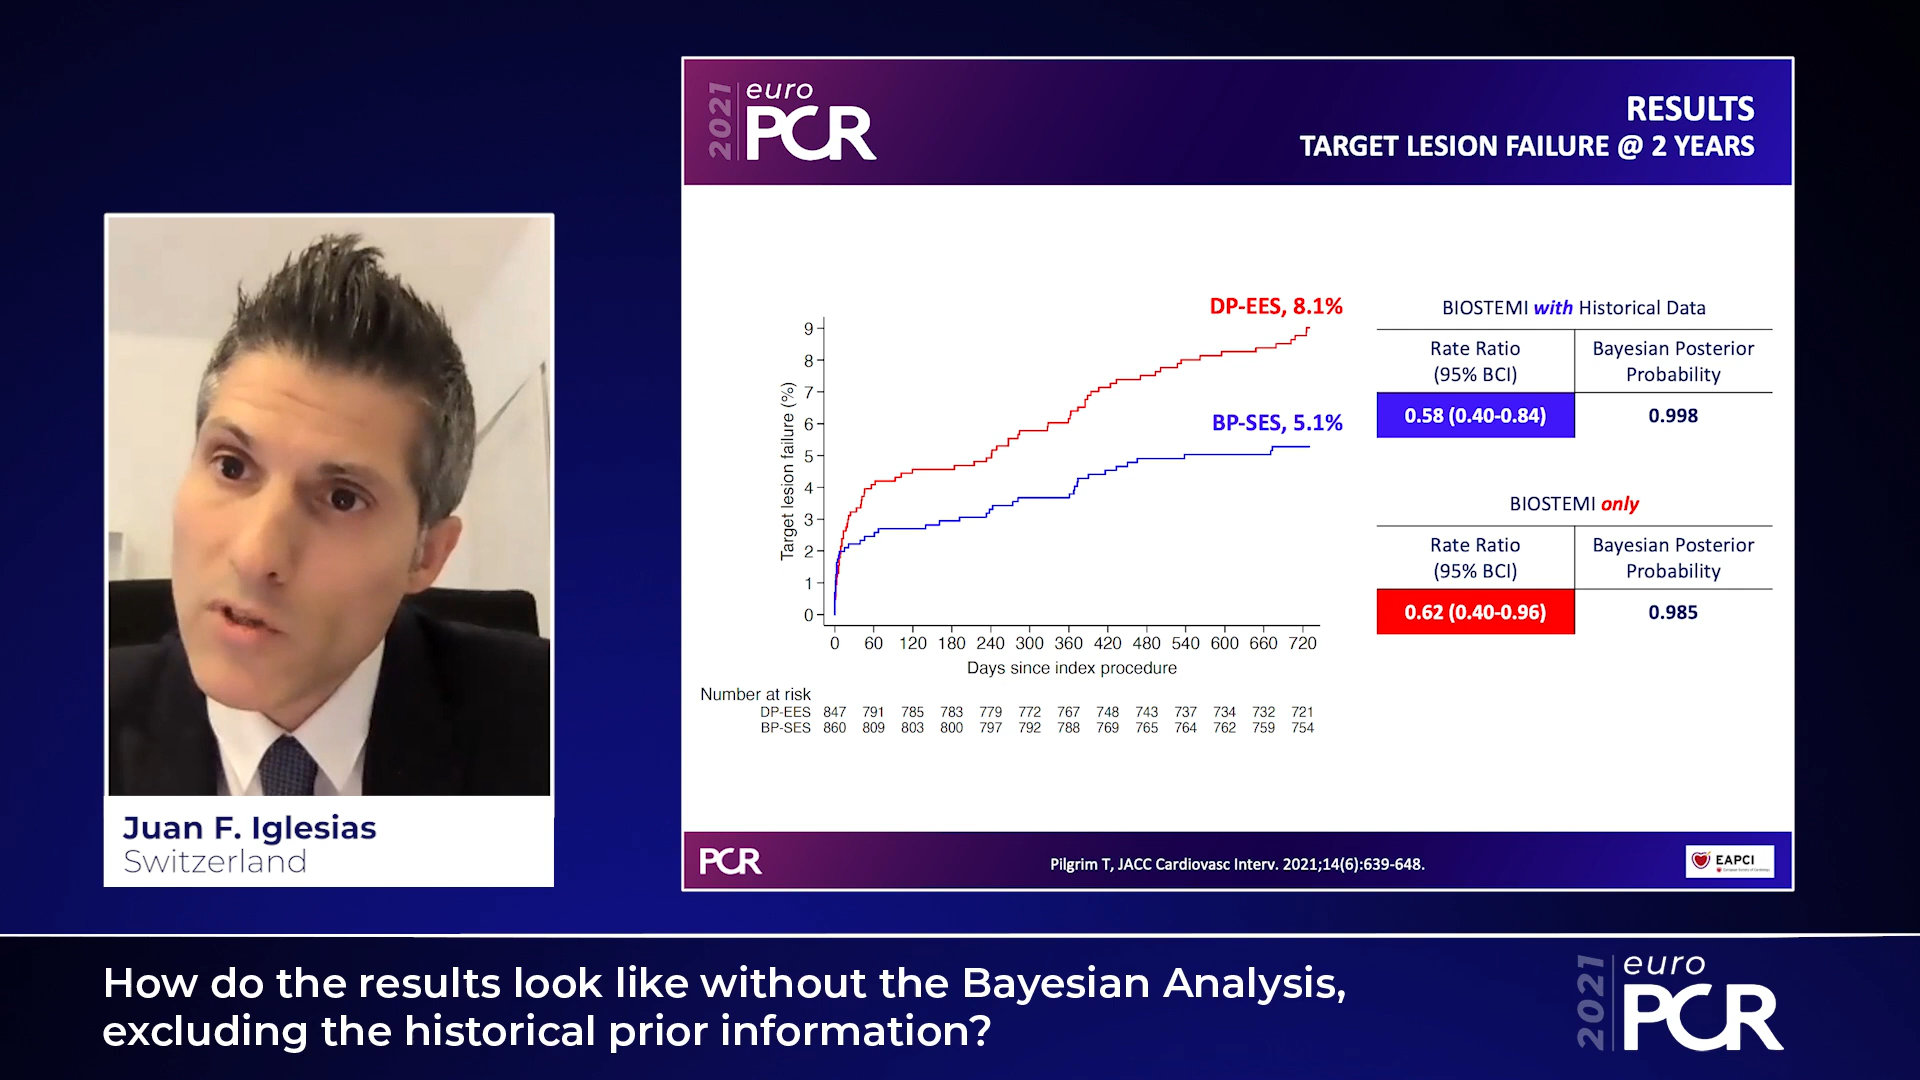 2021
euro
PCR
RESULTS
TARGET LESION FAILURE @ 2 YEARS
DP-EES, 8.1%
BP-SES, 5.1%
Target lesion failure (%)
9
8
7
6
5
4
3
2
1
0
0 60 120 180 240 300 360 420 480 540 600 660 720
Days since index procedure
Number at risk
DP-EES 847 791 785 783 779 772 767 748 743 737 734 732 721
BP-SES 860 809 803 800 797 792 788 769 765 764 762 759 754
BIOSTEMI with Historical Data
Rate Ratio
(95% BCI)
Bayesian Posterior
Probability
0.58 (0.40-0.84) 0.998
BIOSTEMI only
Rate Ratio
(95% BCI)
Bayesian Posterior
Probability
0.62 (0.40-0.96) 0.985
PCR
Pilgrim T, JACC Cardiovasc Interv. 2021;14(6):639-648.
EAPCI
Juan F. Iglesias
Switzerland
How do the results look like without the Bayesian Analysis,
excluding the historical prior information?
2021
euro
PCR